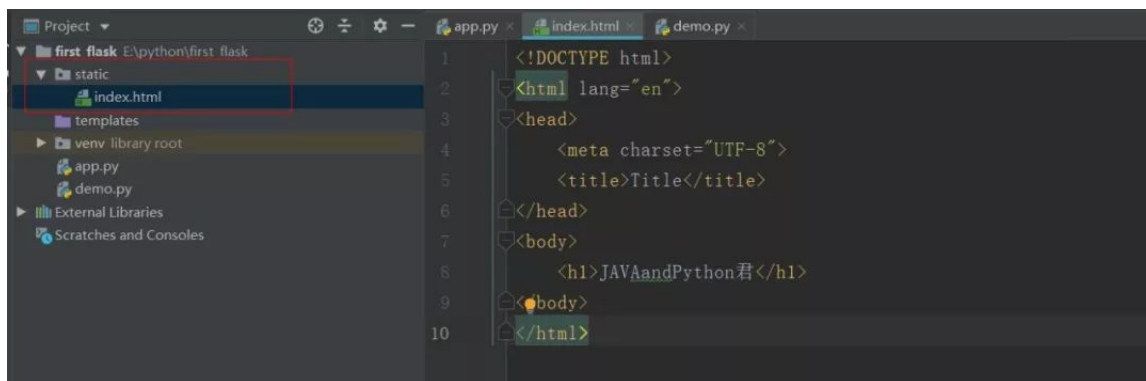 Project
app.py
index.html
demo.py
first flask E:\python\first flask
static
index.html
templates
venv library root
app.py
demo.py
External Libraries
Scratches and Consoles
1 <!DOCTYPE html>
2 <html lang="en">
3 <head>
4 <meta charset="UTF-8">
5 <title>Title</title>
6 </head>
7 <body>
8 <h1>JAVAandPython君</h1>
9 </body>
10 </html>